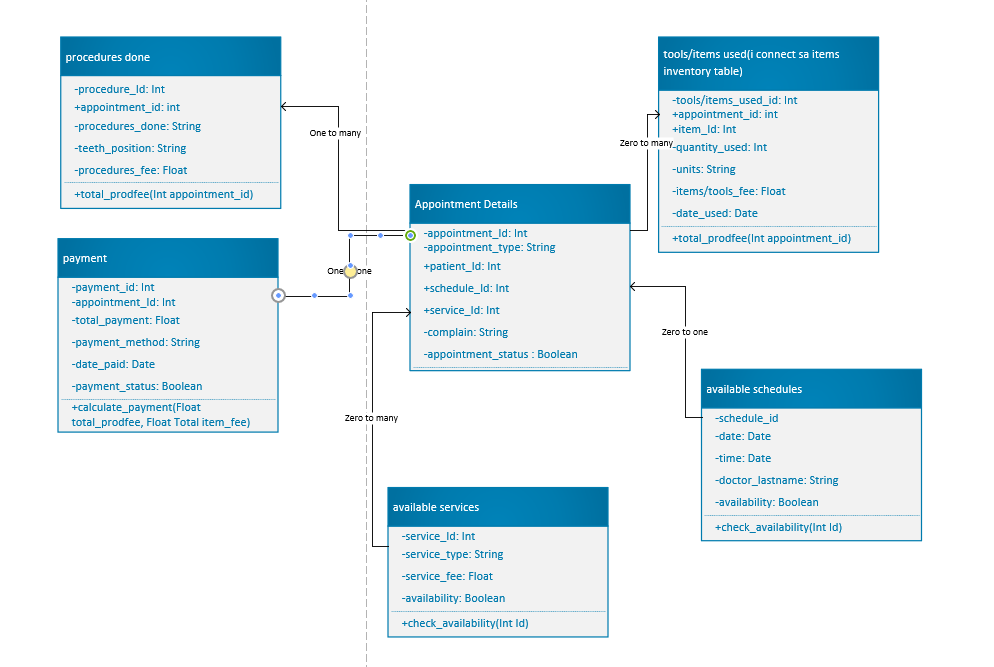 procedures done
-procedure_Id: Int
+appointment_id: int
-procedures_done: String
-teeth_position: String
-procedures_fee: Float
+total_prodfee(Int appointment_id)
One to many
tools/items used(i connect sa items
inventory table)
-tools/items_used_id: Int
+appointment_id: int
+item_Id: Int
-quantity_used: Int
-units: String
-items/tools_fee: Float
-date_used: Date
+total_prodfee(Int appointment_id)
Zero to many
Appointment Details
-appointment_Id: Int
-appointment_type: String
+patient_Id: Int
+schedule_Id: Int
+service_Id: Int
-complain: String
-appointment_status : Boolean
payment
-payment_id: Int
-appointment_Id: Int
-total_payment: Float
-payment_method: String
-date_paid: Date
-payment_status: Boolean
+calculate_payment(Float
total_prodfee, Float Total item_fee)
One one
Zero to many
Zero to one
available schedules
-schedule_id
-date: Date
-time: Date
-doctor_lastname: String
-availability: Boolean
+check_availability(Int Id)
available services
-service_Id: Int
-service_type: String
-service_fee: Float
-availability: Boolean
+check_availability(Int Id)